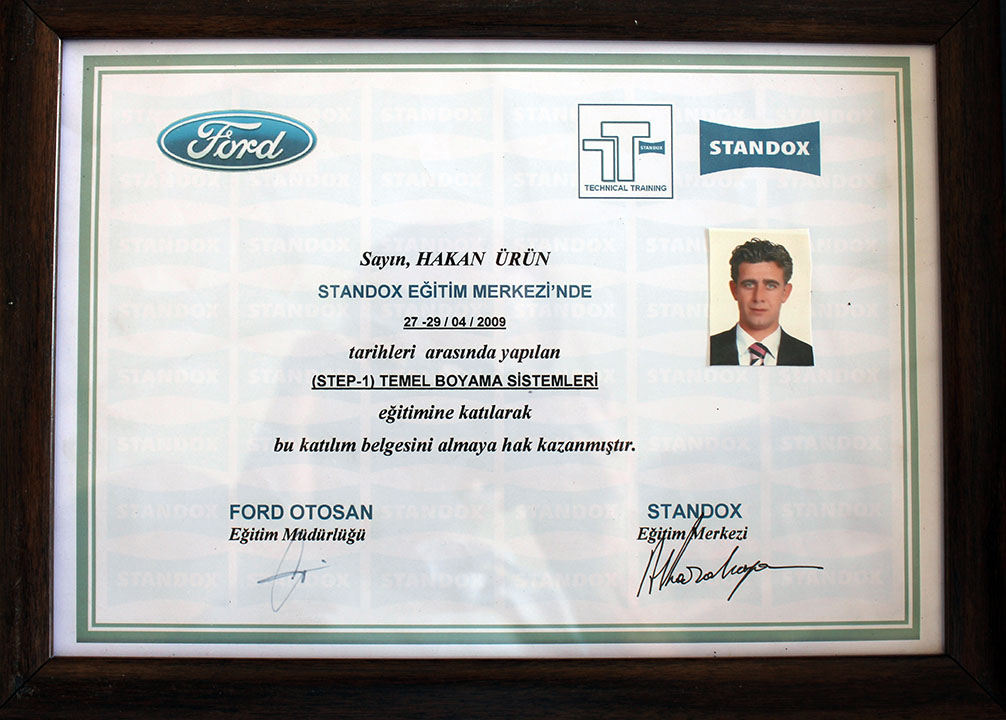 Ford
TT STANDOX
TECHNICAL TRAINING
STANDOX
Sayın, HAKAN ÜRÜN
STANDOX EĞİTİM MERKEZİ'NDE
27 -29 / 04 / 2009
tarihleri arasında yapılan
(STEP-1) TEMEL BOYAMA SİSTEMLERİ
eğitimine katılarak
bu katılım belgesini almaya hak kazanmıştır.
FORD OTOSAN
Eğitim Müdürlüğü
STANDOX
Eğitim Merkezi